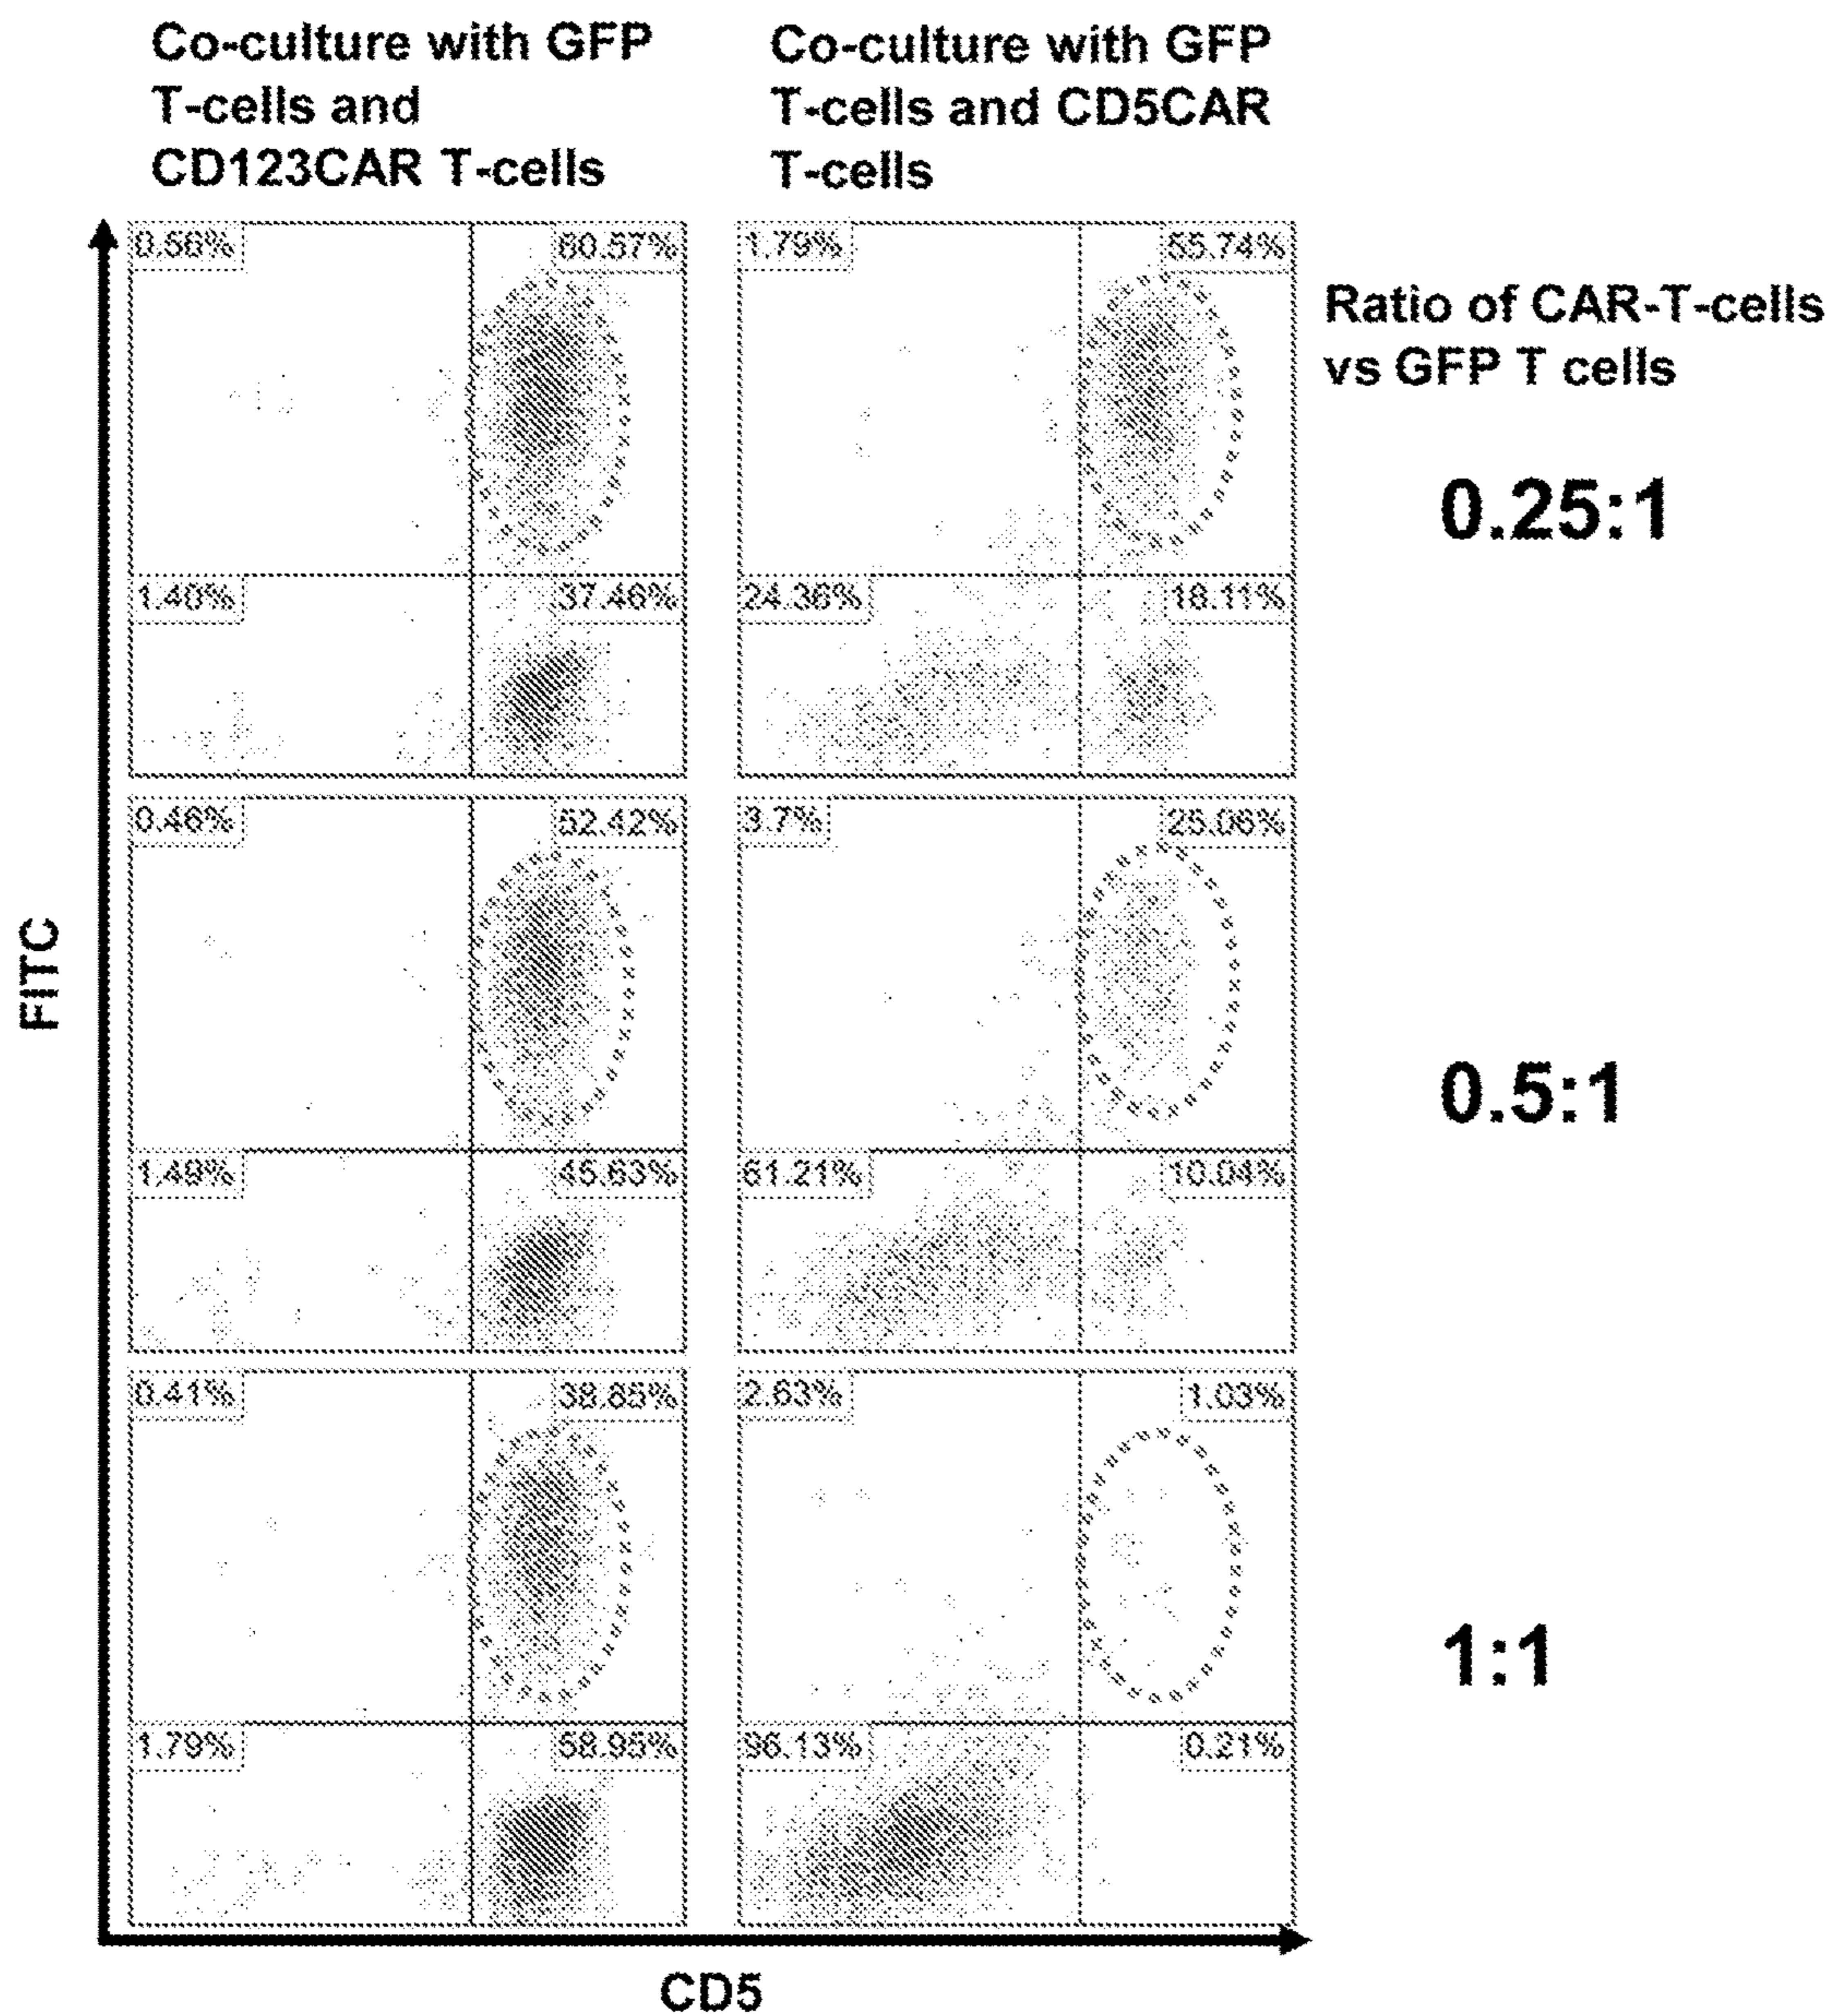 Co-culture with GFP
T-cells and
CD123CAR T-cells
Co-culture with GFP
T-cells and CD5CAR
T-cells
Ratio of CAR-T-cells
vs GFP T cells
0.56%
60.57%
1.40%
37.46%
1.79%
55.74%
24.36%
18.11%
0.25:1
0.46%
52.42%
1.49%
45.63%
3.7%
25.06%
61.21%
10.04%
0.5:1
0.41%
38.85%
1.79%
58.95%
2.63%
1.03%
96.13%
0.21%
1:1
FITC
CD5